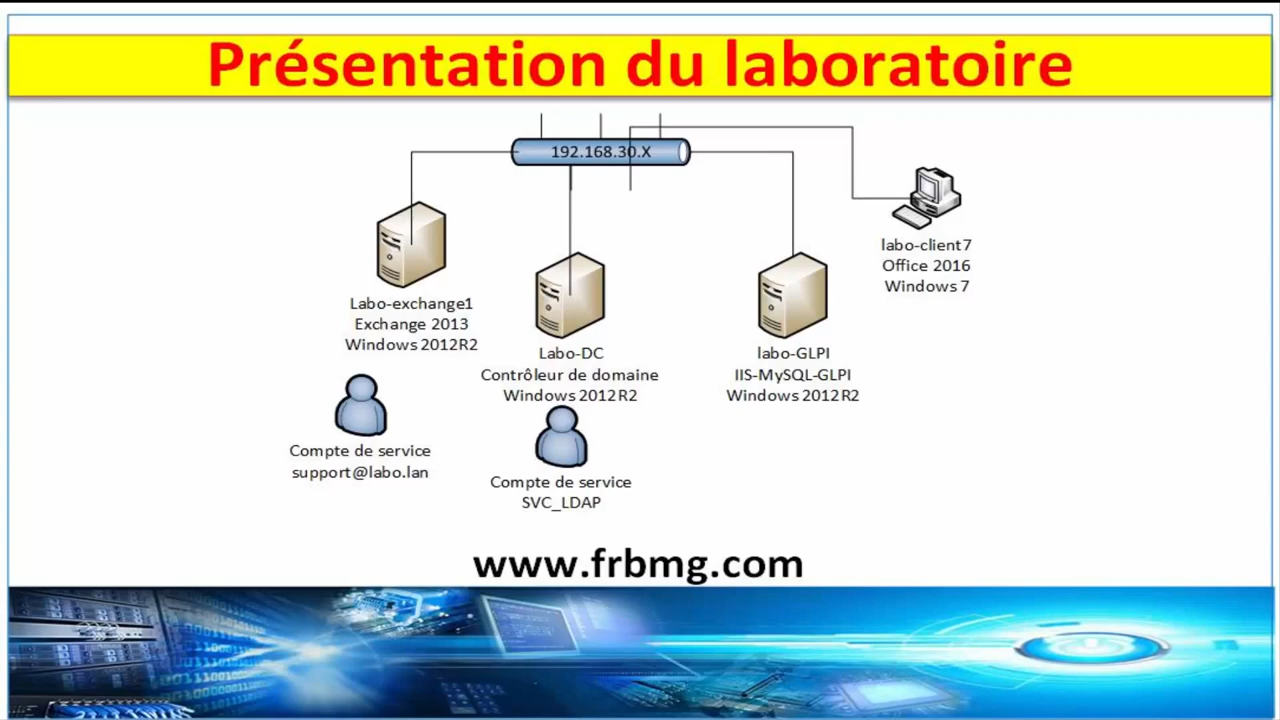 Présentation du laboratoire
192.168.30.X
labo-client7
Office 2016
Windows 7
Labo-exchange1
Exchange 2013
Windows 2012R2
Labo-DC
Contrôleur de domaine
Windows 2012R2
labo-GLPI
IIS-MySQL-GLPI
Windows 2012R2
Compte de service
support@labo.lan
Compte de service
SVC_LDAP
www.frbmg.com